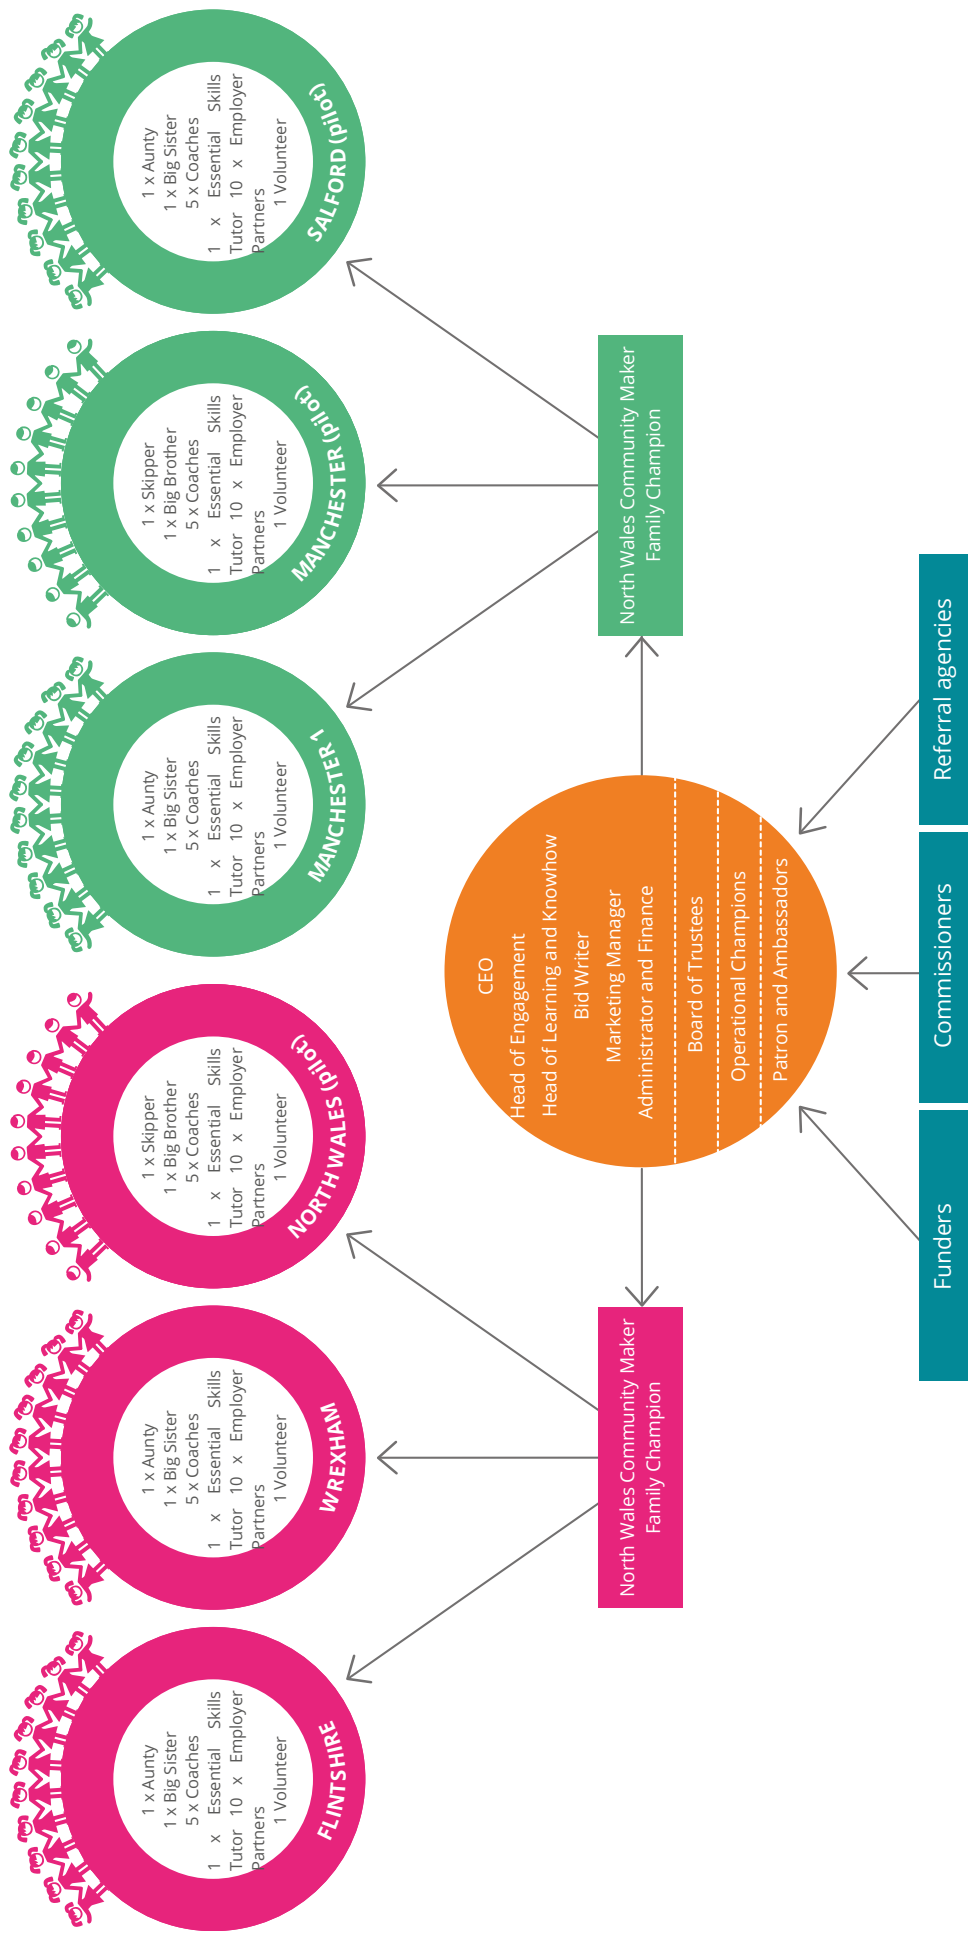 1 x Aunty
1 x Big Sister
5 x Coaches
1 x Essential Skills
Tutor 10 x Employer
Partners
1 Volunteer
FLINTSHIRE
1 x Aunty
1 x Big Sister
5 x Coaches
1 x Essential Skills
Tutor 10 x Employer
Partners
1 Volunteer
WREXHAM
1 x Skipper
1 x Big Brother
5 x Coaches
1 x Essential Skills
Tutor 10 x Employer
Partners
1 Volunteer
NORTH WALES (pilot)
1 x Aunty
1 x Big Sister
5 x Coaches
1 x Essential Skills
Tutor 10 x Employer
Partners
1 Volunteer
MANCHESTER 1
1 x Skipper
1 x Big Brother
5 x Coaches
1 x Essential Skills
Tutor 10 x Employer
Partners
1 Volunteer
MANCHESTER (pilot)
1 x Aunty
1 x Big Sister
5 x Coaches
1 x Essential Skills
Tutor 10 x Employer
Partners
1 Volunteer
SALFORD (pilot)
North Wales Community Maker
Family Champion
CEO
Head of Engagement
Head of Learning and Knowhow
Bid Writer
Marketing Manager
Administrator and Finance
Board of Trustees
Operational Champions
Patron and Ambassadors
North Wales Community Maker
Family Champion
Funders
Commissioners
Referral agencies